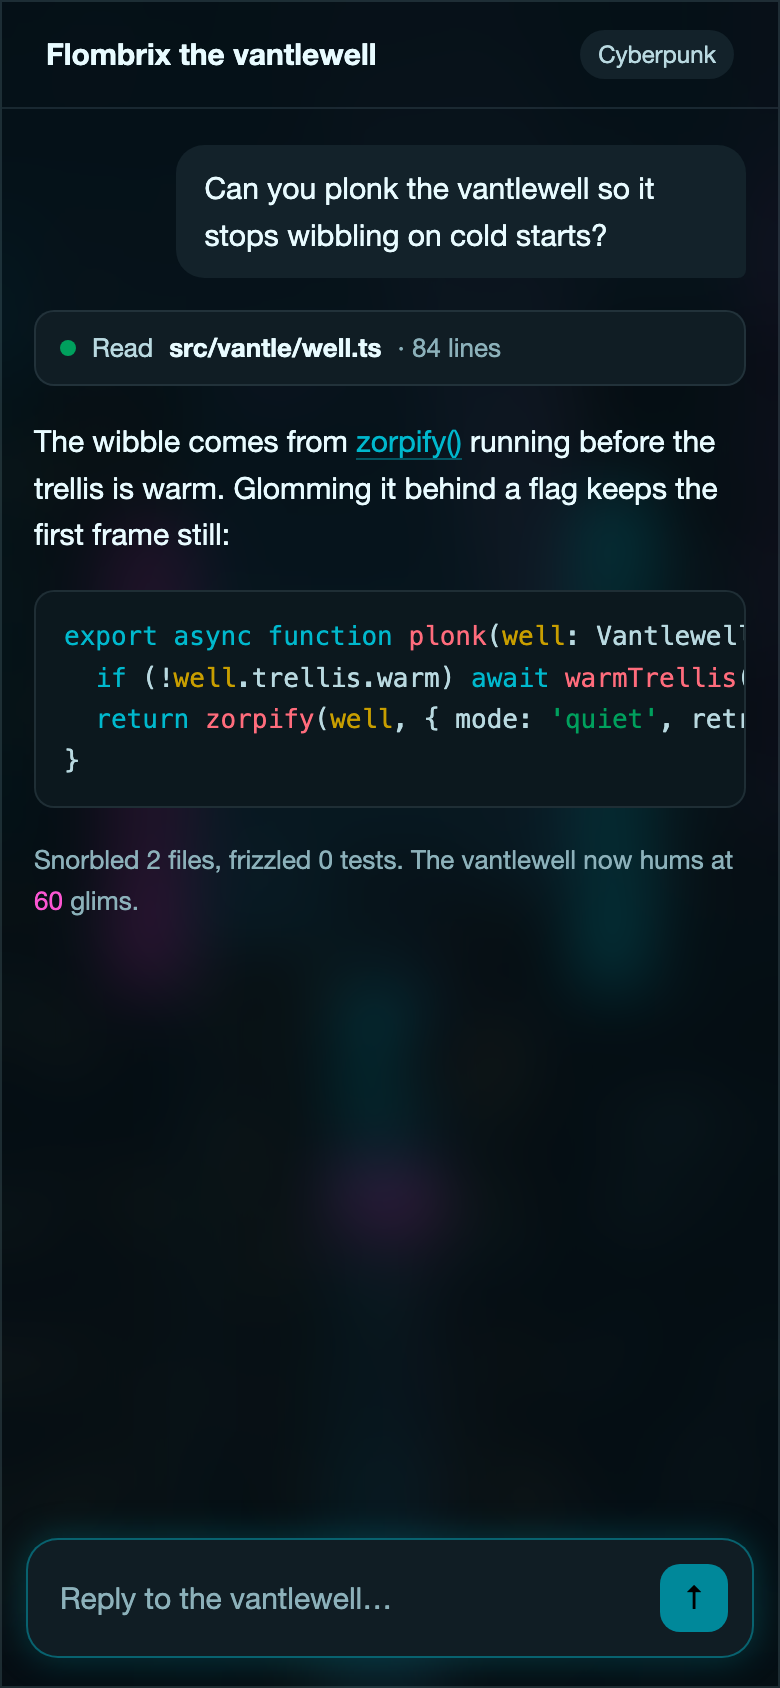 Flombrix the vantlewell
Cyberpunk
Can you plonk the vantlewell so it
stops wibbling on cold starts?
Read src/vantle/well.ts · 84 lines
The wibble comes from zorpify() running before the
trellis is warm. Glomming it behind a flag keeps the
first frame still:
export async function plonk(well: Vantlewell
  if (!well.trellis.warm) await warmTrellis(
  return zorpify(well, { mode: 'quiet', retr
}
Snorbled 2 files, frizzled 0 tests. The vantlewell now hums at
60 glims.
Reply to the vantlewell…
↑